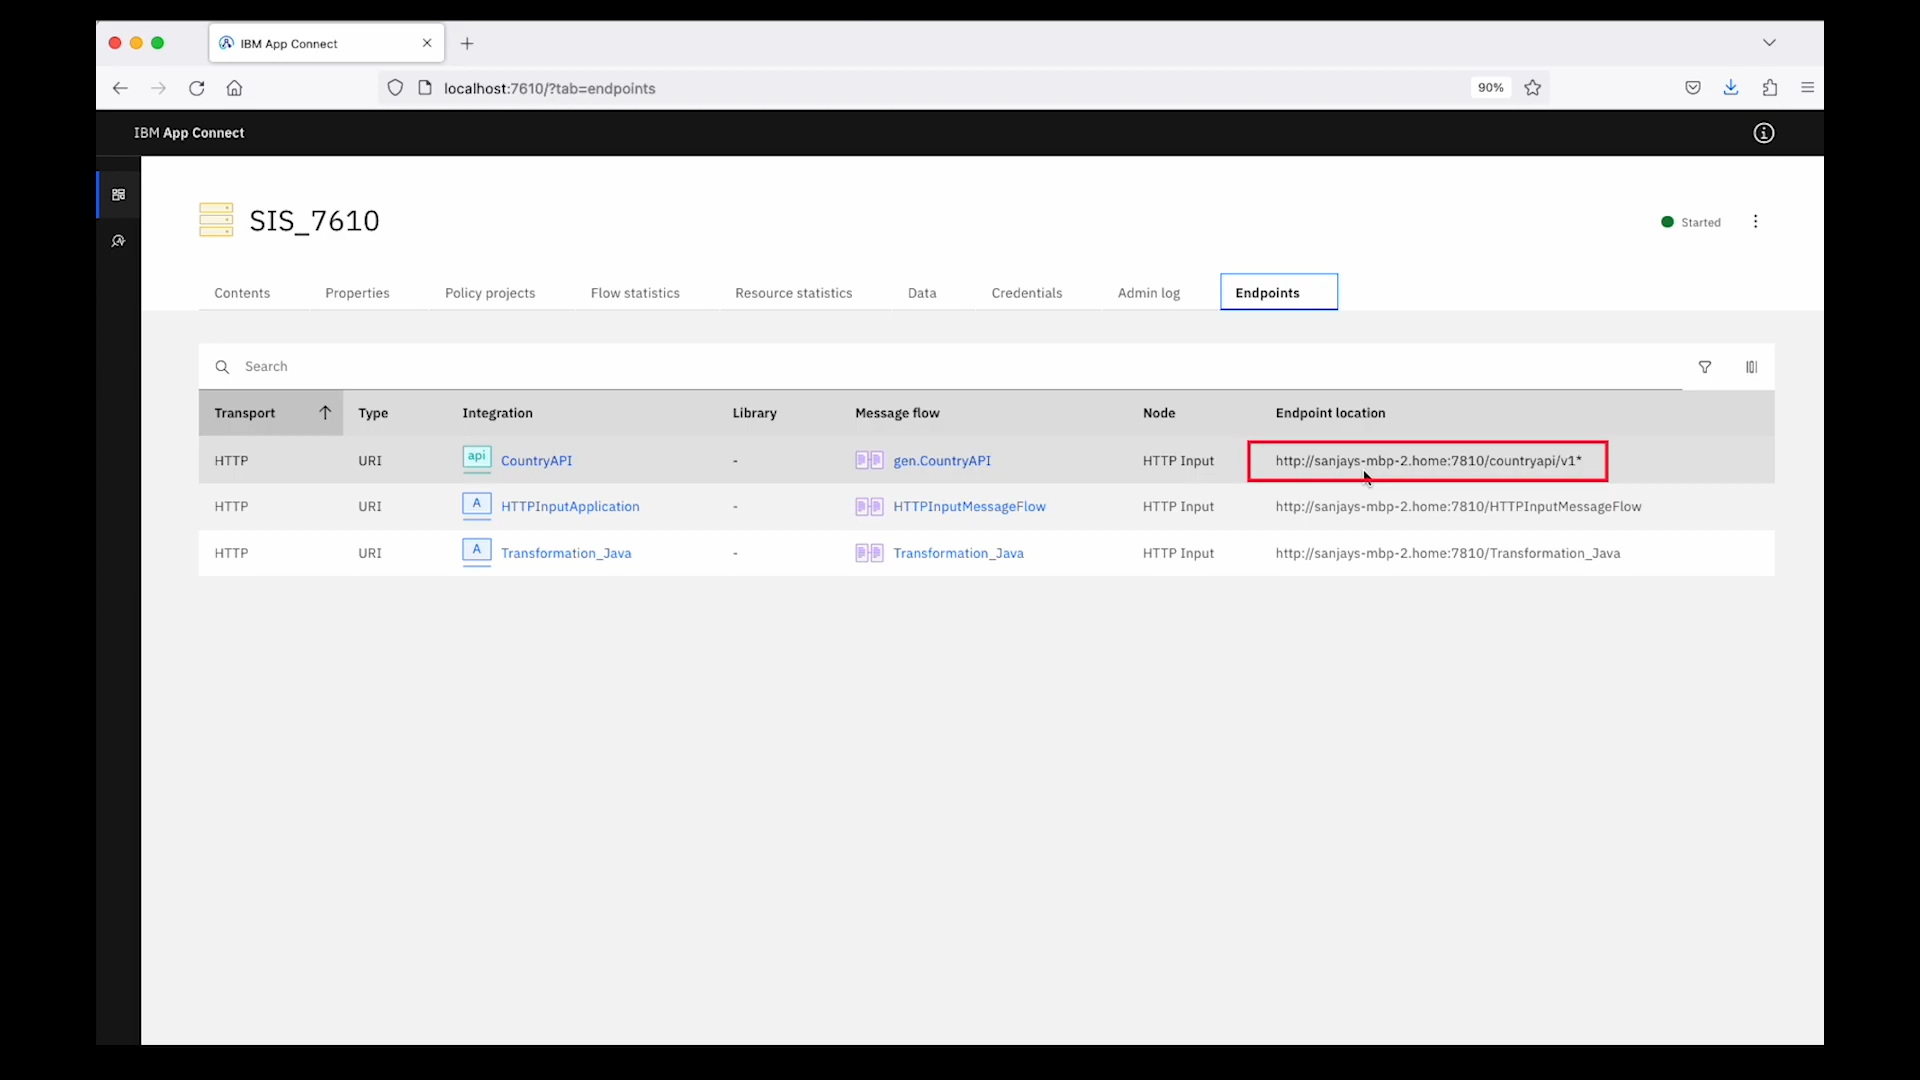 IBM App Connect
localhost:7610/?tab=endpoints
90%
IBM App Connect
SIS_7610
Started
Contents Properties Policy projects Flow statistics Resource statistics Data Credentials Admin log Endpoints
Search
Transport Type Integration Library Message flow Node Endpoint location
HTTP URI api CountryAPI - gen.CountryAPI HTTP Input http://sanjays-mbp-2.home:7810/countryapi/v1*
HTTP URI A HTTPInputApplication - HTTPInputMessageFlow HTTP Input http://sanjays-mbp-2.home:7810/HTTPInputMessageFlow
HTTP URI A Transformation_Java - Transformation_Java HTTP Input http://sanjays-mbp-2.home:7810/Transformation_Java